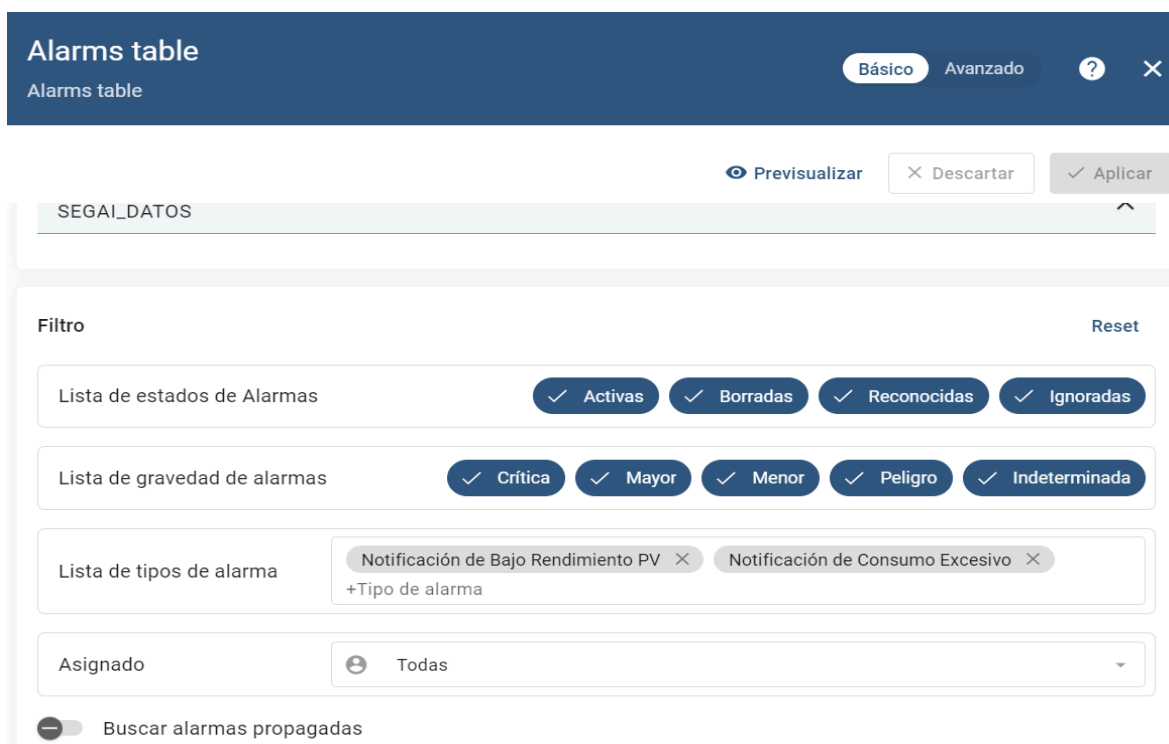 Alarms table
Básico Avanzado ?
Alarms table
Previsualizar Descartar Aplicar
SEGAI_DATOS
Filtro Reset
Lista de estados de Alarmas Activas Borradas Reconocidas Ignoradas
Lista de gravedad de alarmas Crítica Mayor Menor Peligro Indeterminada
Lista de tipos de alarma Notificación de Bajo Rendimiento PV Notificación de Consumo Excesivo
+Tipo de alarma
Asignado Todas
Buscar alarmas propagadas